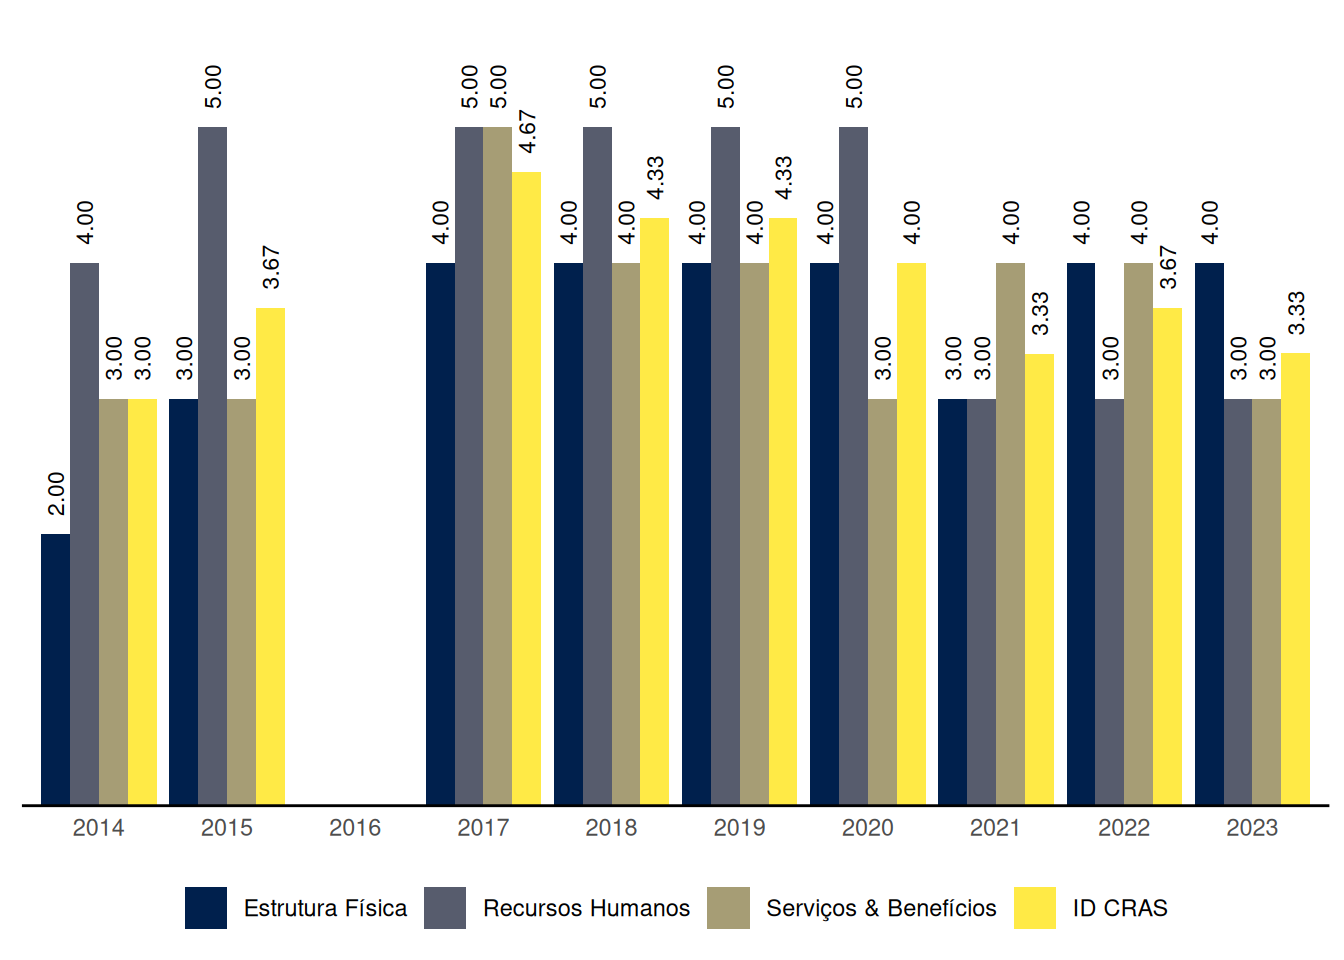 2.00 4.00 3.00 3.00
3.00 5.00 3.00 3.67
4.00 5.00 5.00 4.67
4.00 5.00 4.00 4.33
4.00 5.00 4.00 4.33
4.00 5.00 3.00 4.00
3.00 3.00 4.00 3.33
4.00 3.00 4.00 3.67
4.00 3.00 3.00 3.33
2014 2015 2016 2017 2018 2019 2020 2021 2022 2023
Estrutura Física Recursos Humanos Serviços & Benefícios ID CRAS